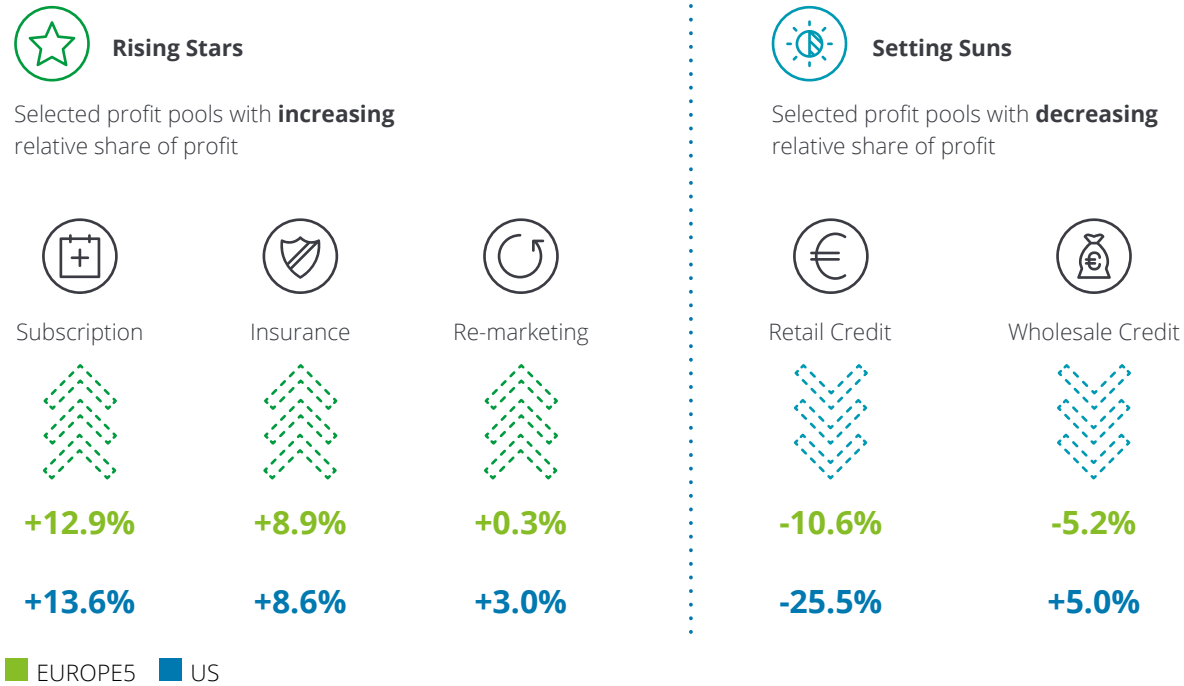 Rising Stars
Selected profit pools with increasing
relative share of profit
Subscription
Insurance
Re-marketing
+12.9%
+8.9%
+0.3%
+13.6%
+8.6%
+3.0%
Setting Suns
Selected profit pools with decreasing
relative share of profit
€
€
Retail Credit
Wholesale Credit
-10.6%
-5.2%
-25.5%
+5.0%
EUROPE5
US